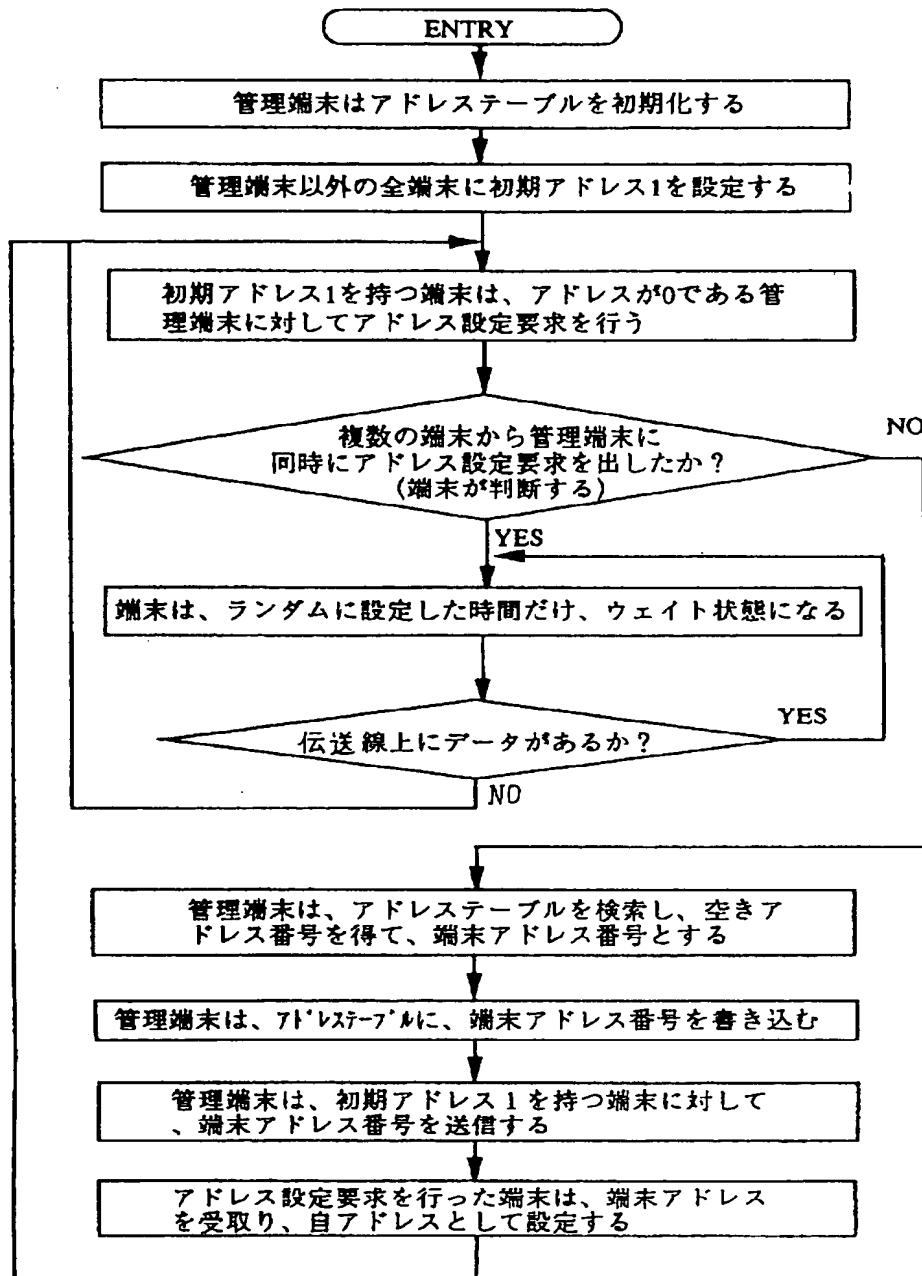 ENTRY
管理端末はアドレステーブルを初期化する
管理端末以外の全端末に初期アドレス1を設定する
初期アドレス1を持つ端末は、アドレスが0である管
理端末に対してアドレス設定要求を行う
複数の端末から管理端末に
同時にアドレス設定要求を出したか？
(端末が判断する)
NO
YES
端末は、ランダムに設定した時間だけ、ウェイト状態になる
伝送線上にデータがあるか？
YES
NO
管理端末は、アドレステーブルを検索し、空きア
ドレス番号を得て、端末アドレス番号とする
管理端末は、ｱﾄﾞﾚｽﾃｰﾌﾞﾙに、端末アドレス番号を書き込む
管理端末は、初期アドレス1を持つ端末に対して
、端末アドレス番号を送信する
アドレス設定要求を行った端末は、端末アドレス
を受取り、自アドレスとして設定する